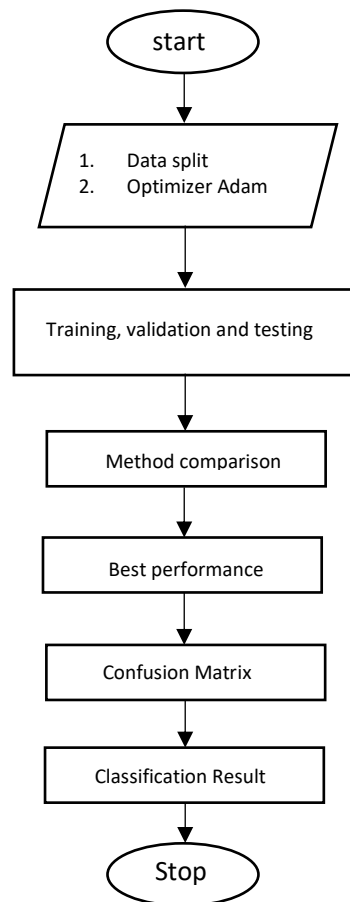 start
1. Data split
2. Optimizer Adam
Training, validation and testing
Method comparison
Best performance
Confusion Matrix
Classification Result
Stop